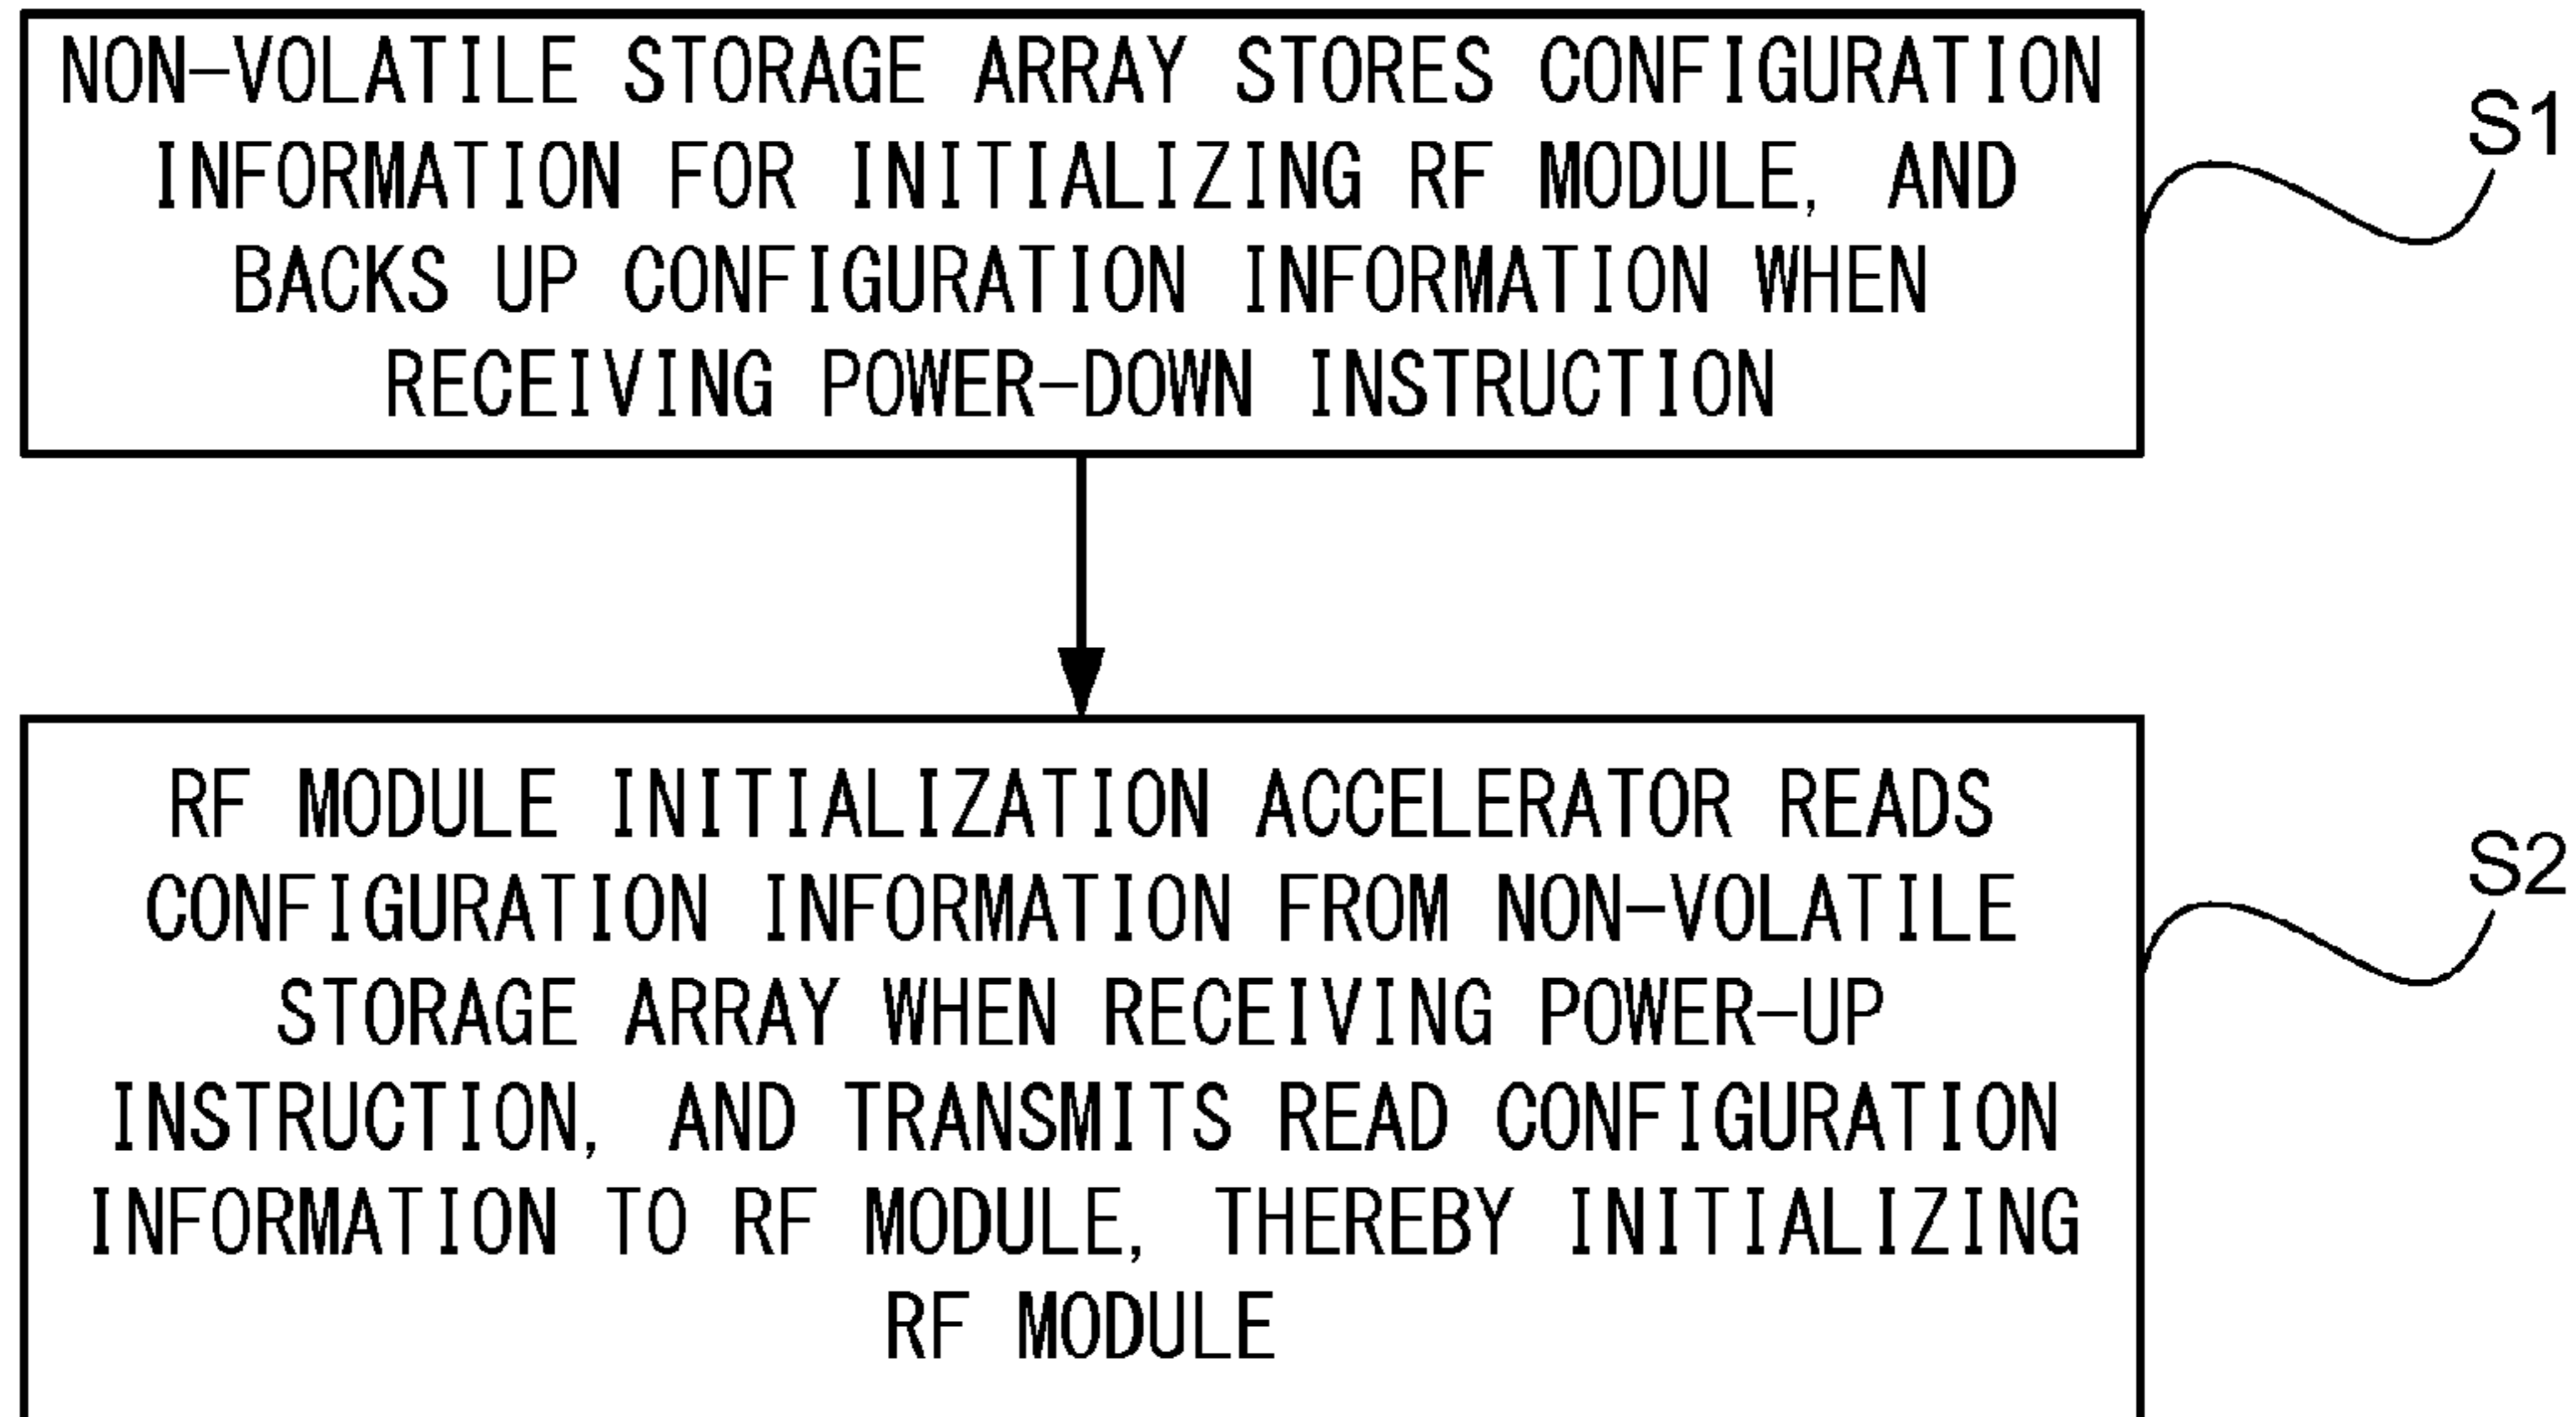 NON-VOLATILE STORAGE ARRAY STORES CONFIGURATION
INFORMATION FOR INITIALIZING RF MODULE, AND
BACKS UP CONFIGURATION INFORMATION WHEN
RECEIVING POWER-DOWN INSTRUCTION
S1
RF MODULE INITIALIZATION ACCELERATOR READS
CONFIGURATION INFORMATION FROM NON-VOLATILE
STORAGE ARRAY WHEN RECEIVING POWER-UP
INSTRUCTION, AND TRANSMITS READ CONFIGURATION
INFORMATION TO RF MODULE, THEREBY INITIALIZING
RF MODULE
S2